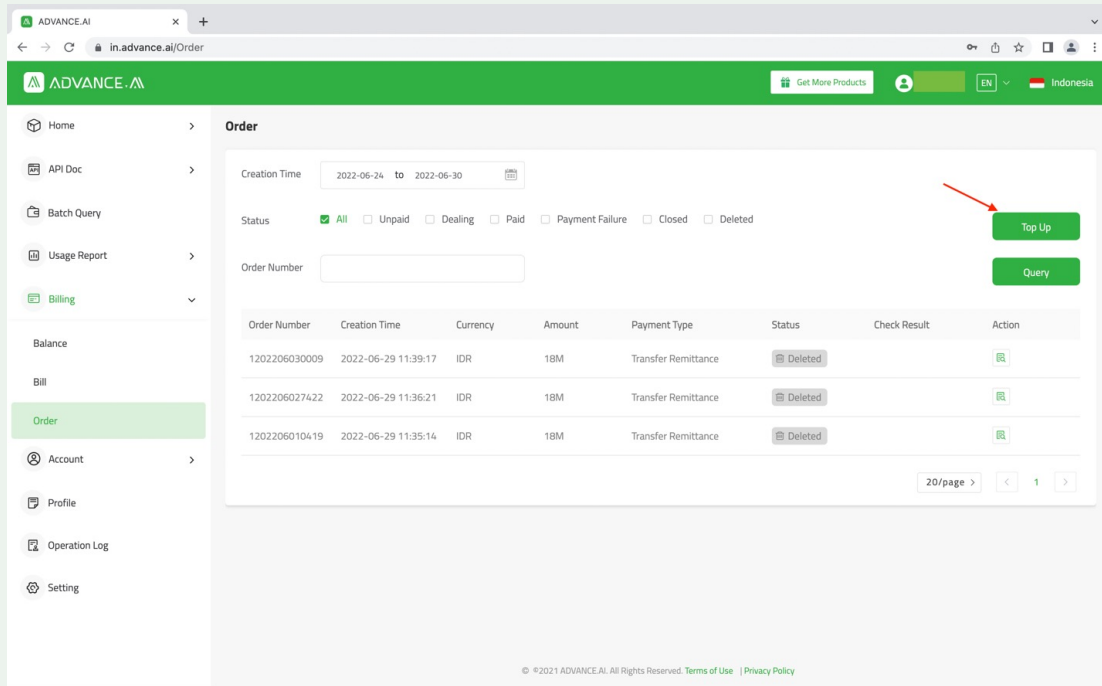 ADVANCE.AI
in.advance.ai/Order
ADVANCE.AI
Get More Products
EN
Indonesia
Home
API Doc
Batch Query
Usage Report
Billing
Balance
Bill
Order
Account
Profile
Operation Log
Setting
Order
Creation Time 2022-06-24 to 2022-06-30
Status All Unpaid Dealing Paid Payment Failure Closed Deleted
Top Up
Order Number
Query
Order Number Creation Time Currency Amount Payment Type Status Check Result Action
1202206030009 2022-06-29 11:39:17 IDR 18M Transfer Remittance Deleted
1202206027422 2022-06-29 11:36:21 IDR 18M Transfer Remittance Deleted
1202206010419 2022-06-29 11:35:14 IDR 18M Transfer Remittance Deleted
20/page > < 1 >
© ©2021 ADVANCE.AI. All Rights Reserved. Terms of Use | Privacy Policy